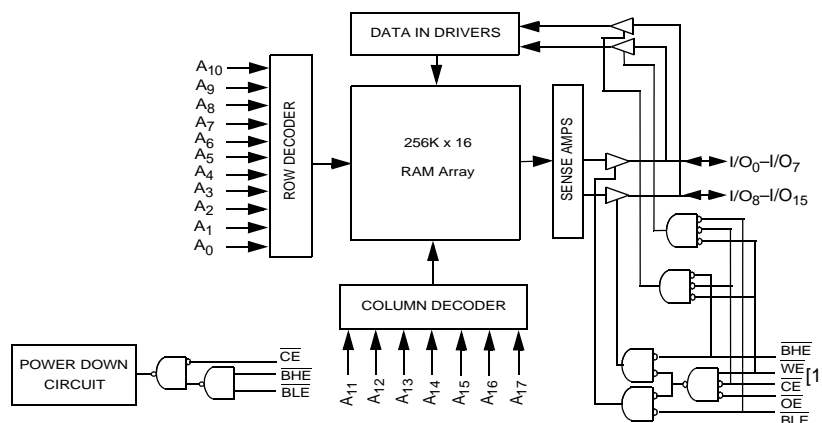 DATA IN DRIVERS
A10
A9
A8
A7
A6
A5
A4
A3
A2
A1
A0
ROW DECODER
256K x 16
RAM Array
SENSE AMPS
I/O0–I/O7
I/O8–I/O15
COLUMN DECODER
A11
A12
A13
A14
A15
A16
A17
POWER DOWN
CIRCUIT
CE
BHE
BLE
BHE
WE
CE [1
OE
BLE